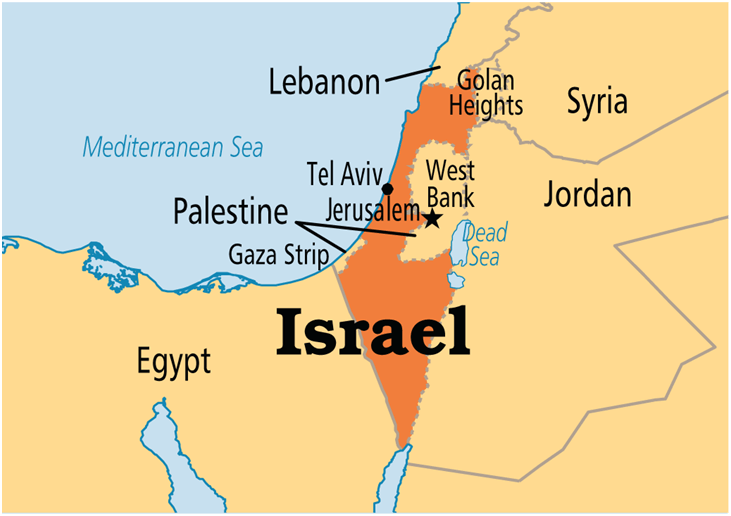 Lebanon
Golan
Heights
Syria
Mediterranean Sea
Tel Aviv
West
Bank
Jordan
Palestine
Jerusalem
Dead
Sea
Gaza Strip
Israel
Egypt